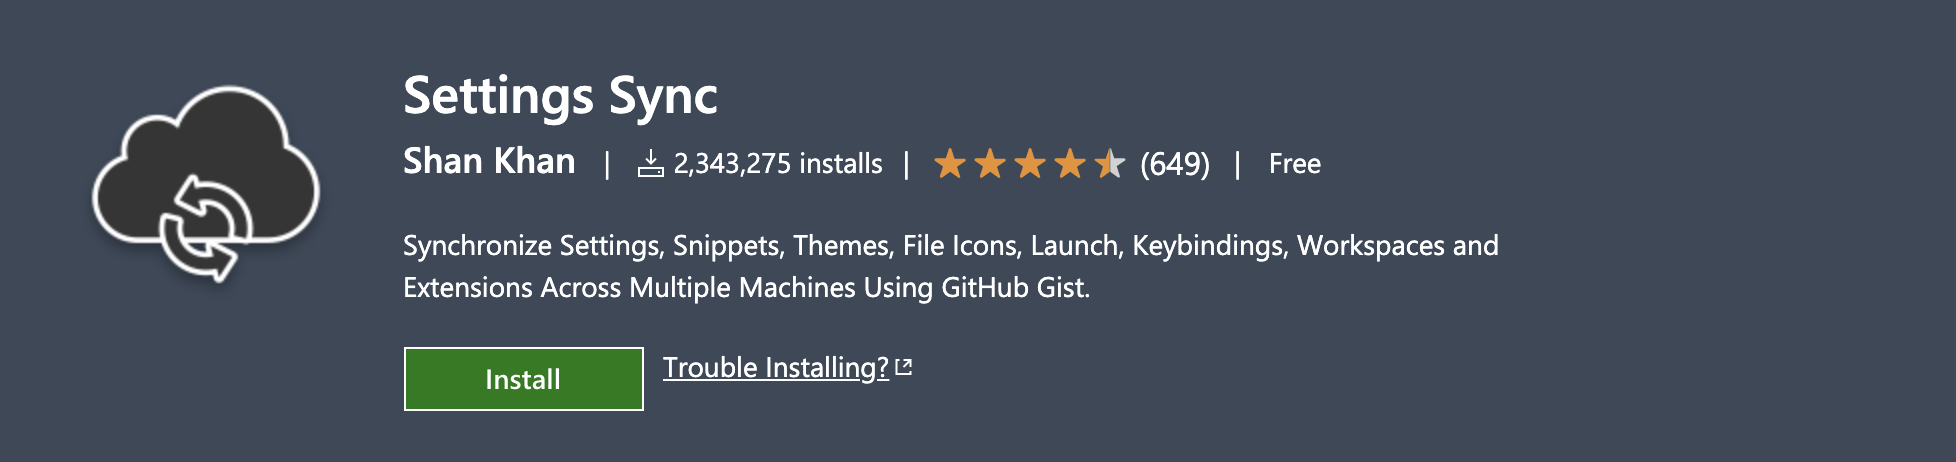 Settings Sync
Shan Khan | 2,343,275 installs | (649) | Free
Synchronize Settings, Snippets, Themes, File Icons, Launch, Keybindings, Workspaces and
Extensions Across Multiple Machines Using GitHub Gist.
Install
Trouble Installing?